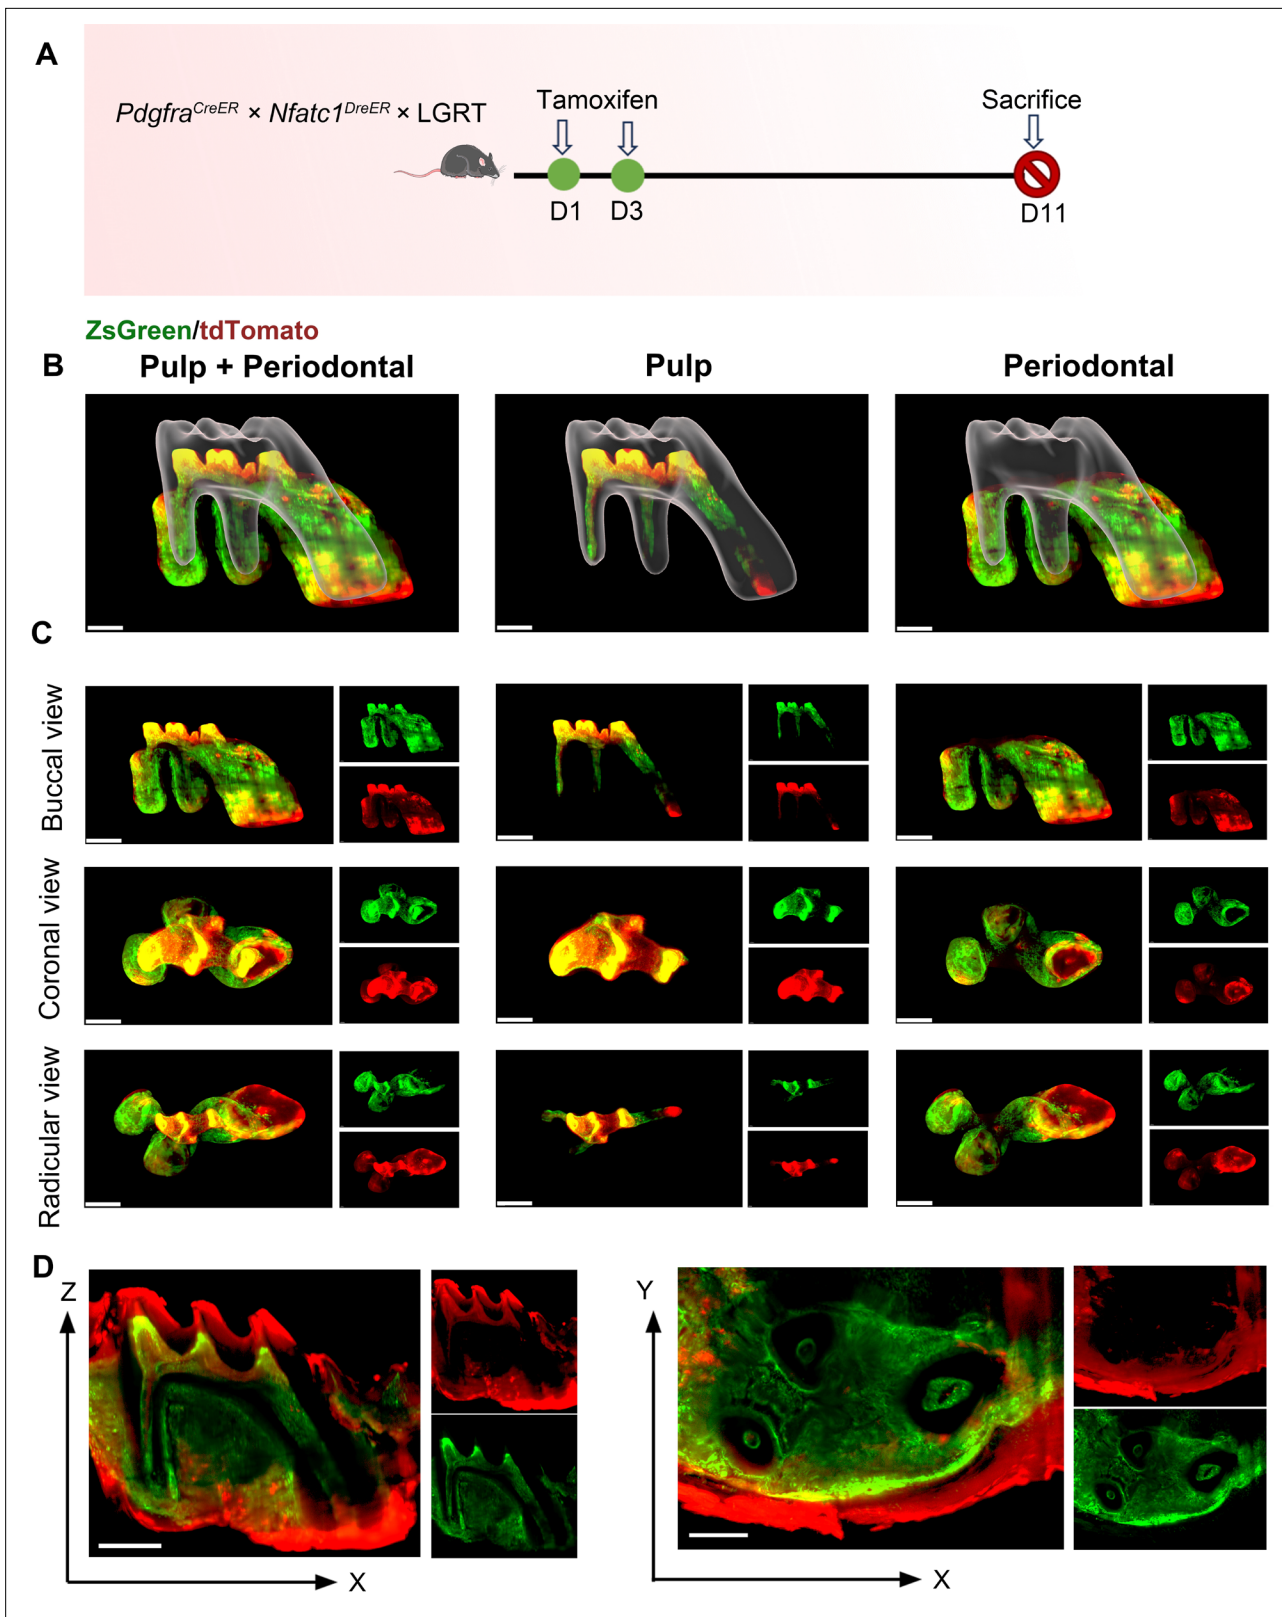 A
Pdgfra^CreER × Nfatc1^DreER × LGRT
Tamoxifen
Sacrifice
D1
D3
D11
ZsGreen/tdTomato
B
Pulp + Periodontal
Pulp
Periodontal
C
Buccal view
Coronal view
Radicular view
D
Z
X
Y
X